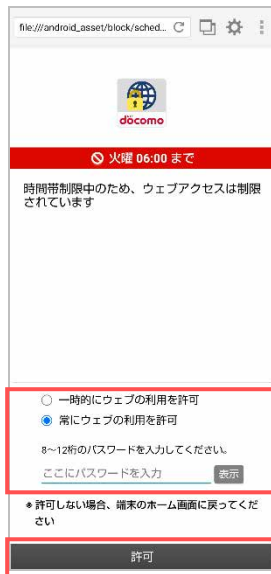 file:///android_asset/block/sched...
döcomo
火曜 06:00 まで
時間帯制限中のため、ウェブアクセスは制限
されています
一時的にウェブの利用を許可
常にウェブの利用を許可
8～12桁のパスワードを入力してください。
ここにパスワードを入力
表示
※許可しない場合、端末のホーム画面に戻ってくだ
さい
許可